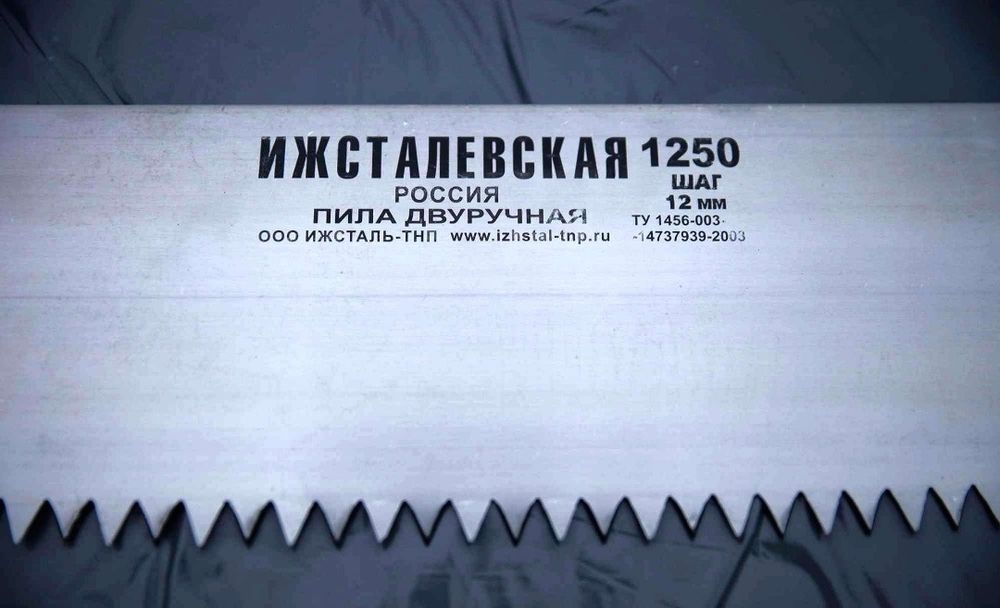 ИЖСТАЛЕВСКАЯ 1250
РОССИЯ
ШАГ
12 мм
ПИЛА ДВУРУЧНАЯ
ТУ 1456-003-
ООО ИЖСТАЛЬ-ТНП www.izhstal-tnp.ru
-14737939-2003